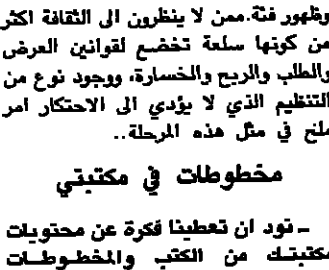 وظهور فئة.ممن لا ينظرون الى الثقافة اكثر
من كونها سلعة تخضع لقوانين العرض
والطلب والربح والخسارة، ووجود نوع من
التنظيم الذي لا يؤدي الى الاحتكار امر
ملح في مثل هذه المرحلة..
مخطوطات في مكتبتي
ـ نود ان تعطينا فكرة عن محتويات
مكتبتك من الكتب والمخطوطات